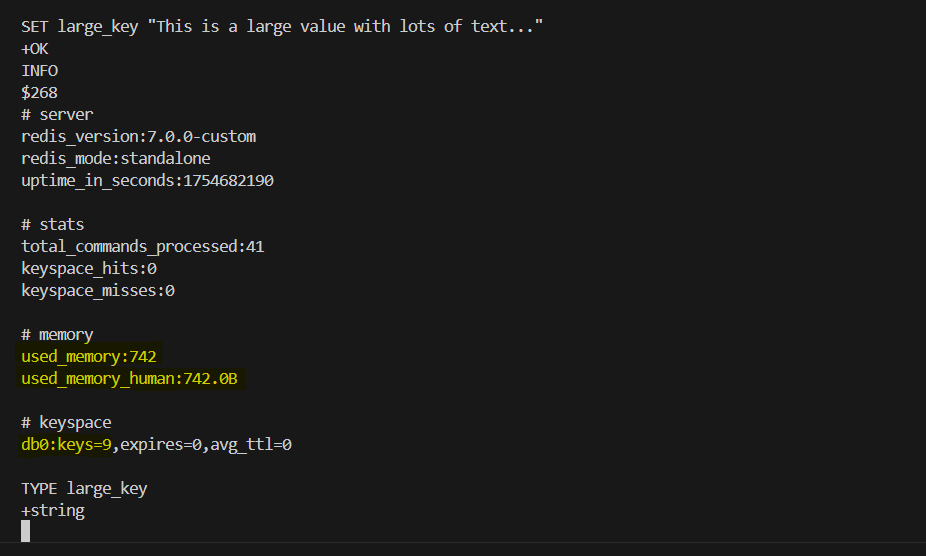 SET large_key "This is a large value with lots of text..."
+OK
INFO
$268
# server
redis_version:7.0.0-custom
redis_mode:standalone
uptime_in_seconds:1754682190
# stats
total_commands_processed:41
keyspace_hits:0
keyspace_misses:0
# memory
used_memory:742
used_memory_human:742.0B
# keyspace
db0:keys=9,expires=0,avg_ttl=0
TYPE large_key
+string